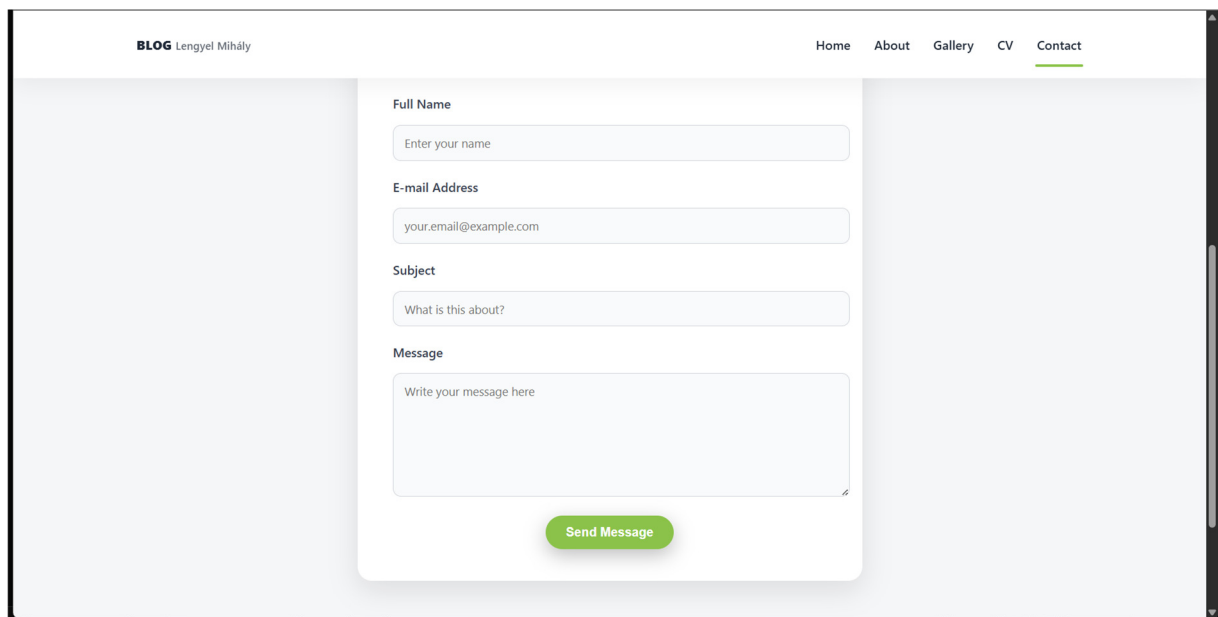 BLOG Lengyel Mihály
Home About Gallery CV Contact
Full Name
Enter your name
E-mail Address
your.email@example.com
Subject
What is this about?
Message
Write your message here
Send Message